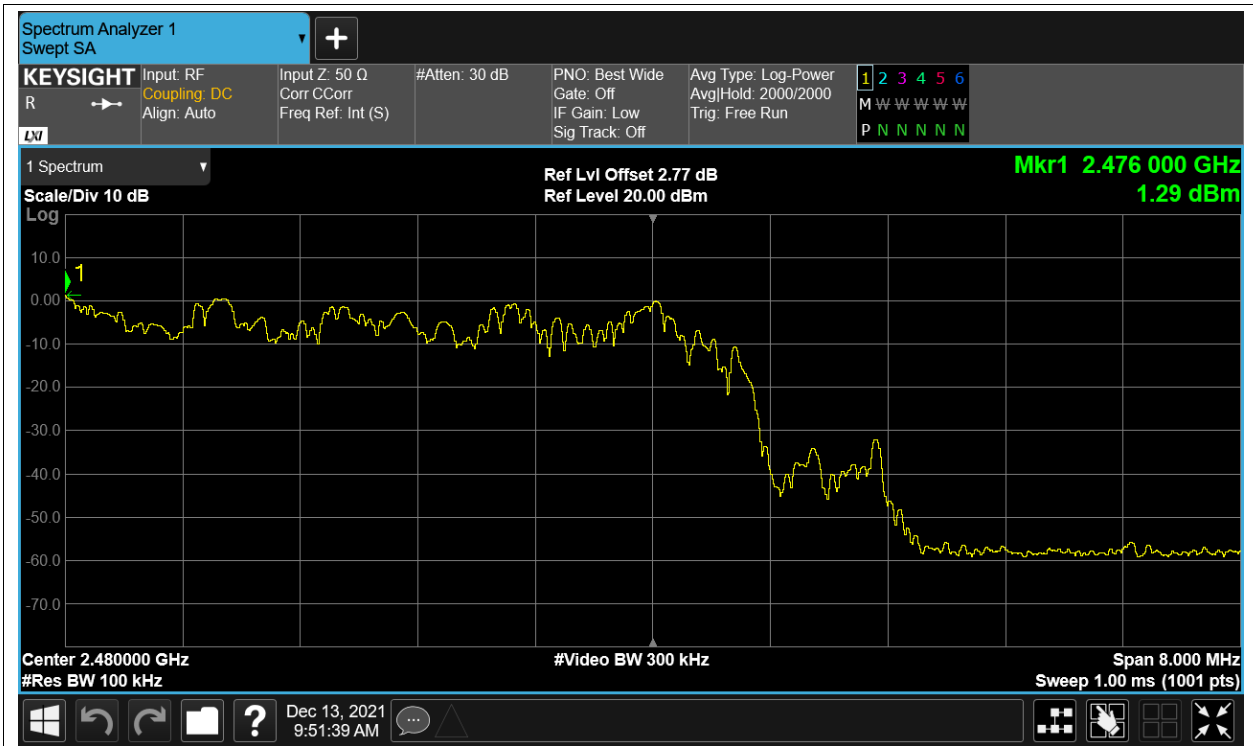 Spectrum Analyzer 1
Swept SA
KEYSIGHT
R
LXI
Input: RF
Coupling: DC
Align: Auto
Input Z: 50 Ω
Corr CCorr
Freq Ref: Int (S)
#Atten: 30 dB
PNO: Best Wide
Gate: Off
IF Gain: Low
Sig Track: Off
Avg Type: Log-Power
Avg|Hold: 2000/2000
Trig: Free Run
1 2 3 4 5 6
M W W W W W
P N N N N N
1 Spectrum
Scale/Div 10 dB
Log
Ref Lvl Offset 2.77 dB
Ref Level 20.00 dBm
Mkr1 2.476 000 GHz
1.29 dBm
1
10.0
0.00
-10.0
-20.0
-30.0
-40.0
-50.0
-60.0
-70.0
Center 2.480000 GHz
#Video BW 300 kHz
Span 8.000 MHz
#Res BW 100 kHz
Sweep 1.00 ms (1001 pts)
?
Dec 13, 2021
9:51:39 AM